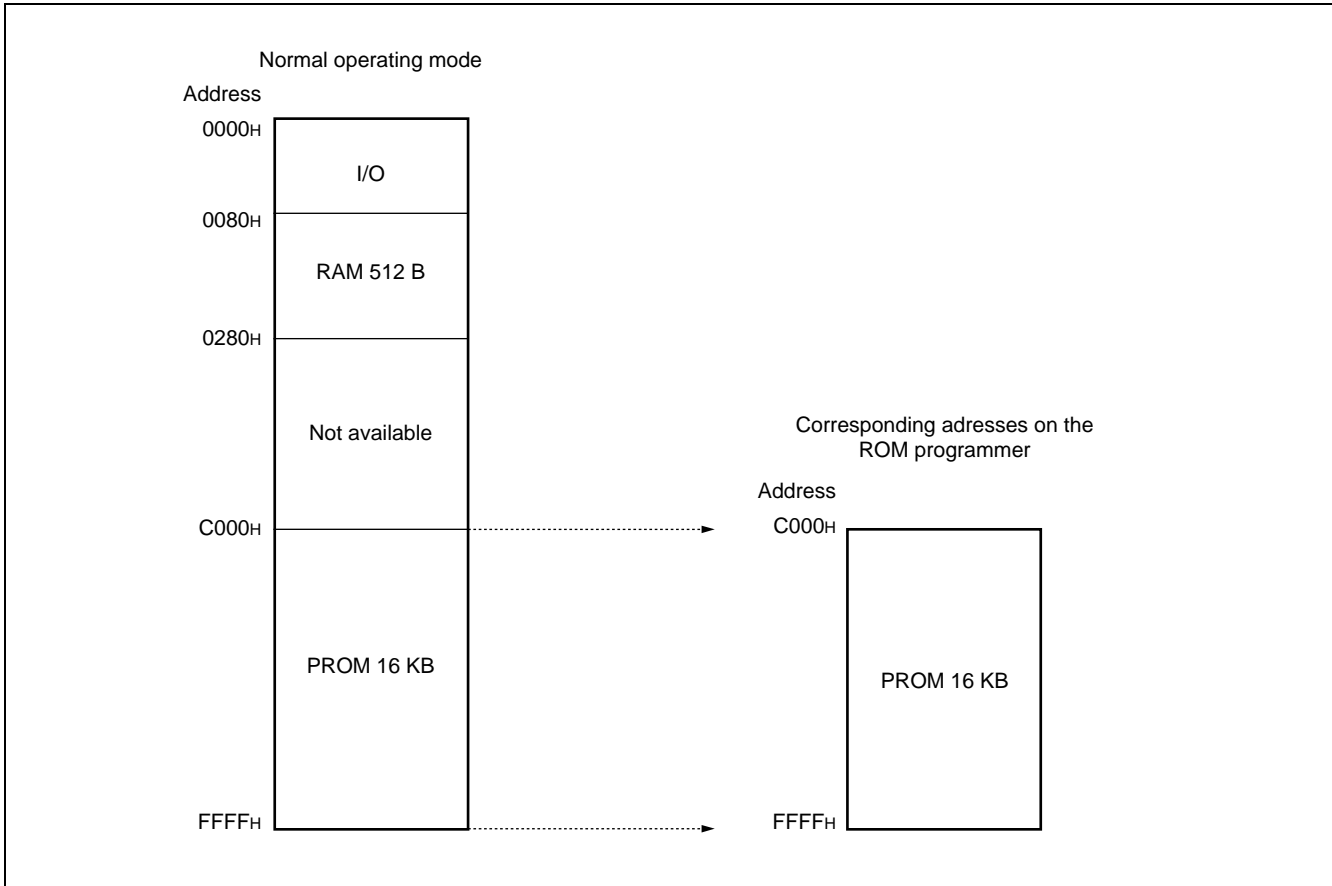 Normal operating mode
Address
0000H
I/O
0080H
RAM 512 B
0280H
Not available
C000H
PROM 16 KB
FFFFH
Corresponding adresses on the
ROM programmer
Address
C000H
PROM 16 KB
FFFFH